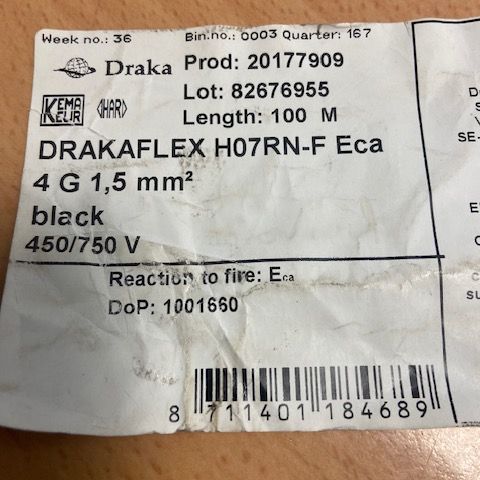 Week no.: 36 Bin.no.: 0003 Quarter: 167
Draka Prod: 20177909
Lot: 82676955
KEMA KEUR HAR Length: 100 M
DRAKAFLEX H07RN-F Eca
4 G 1,5 mm²
black
450/750 V
Reaction to fire: Eca
DoP: 1001660
8 711401 184689
SE-
su